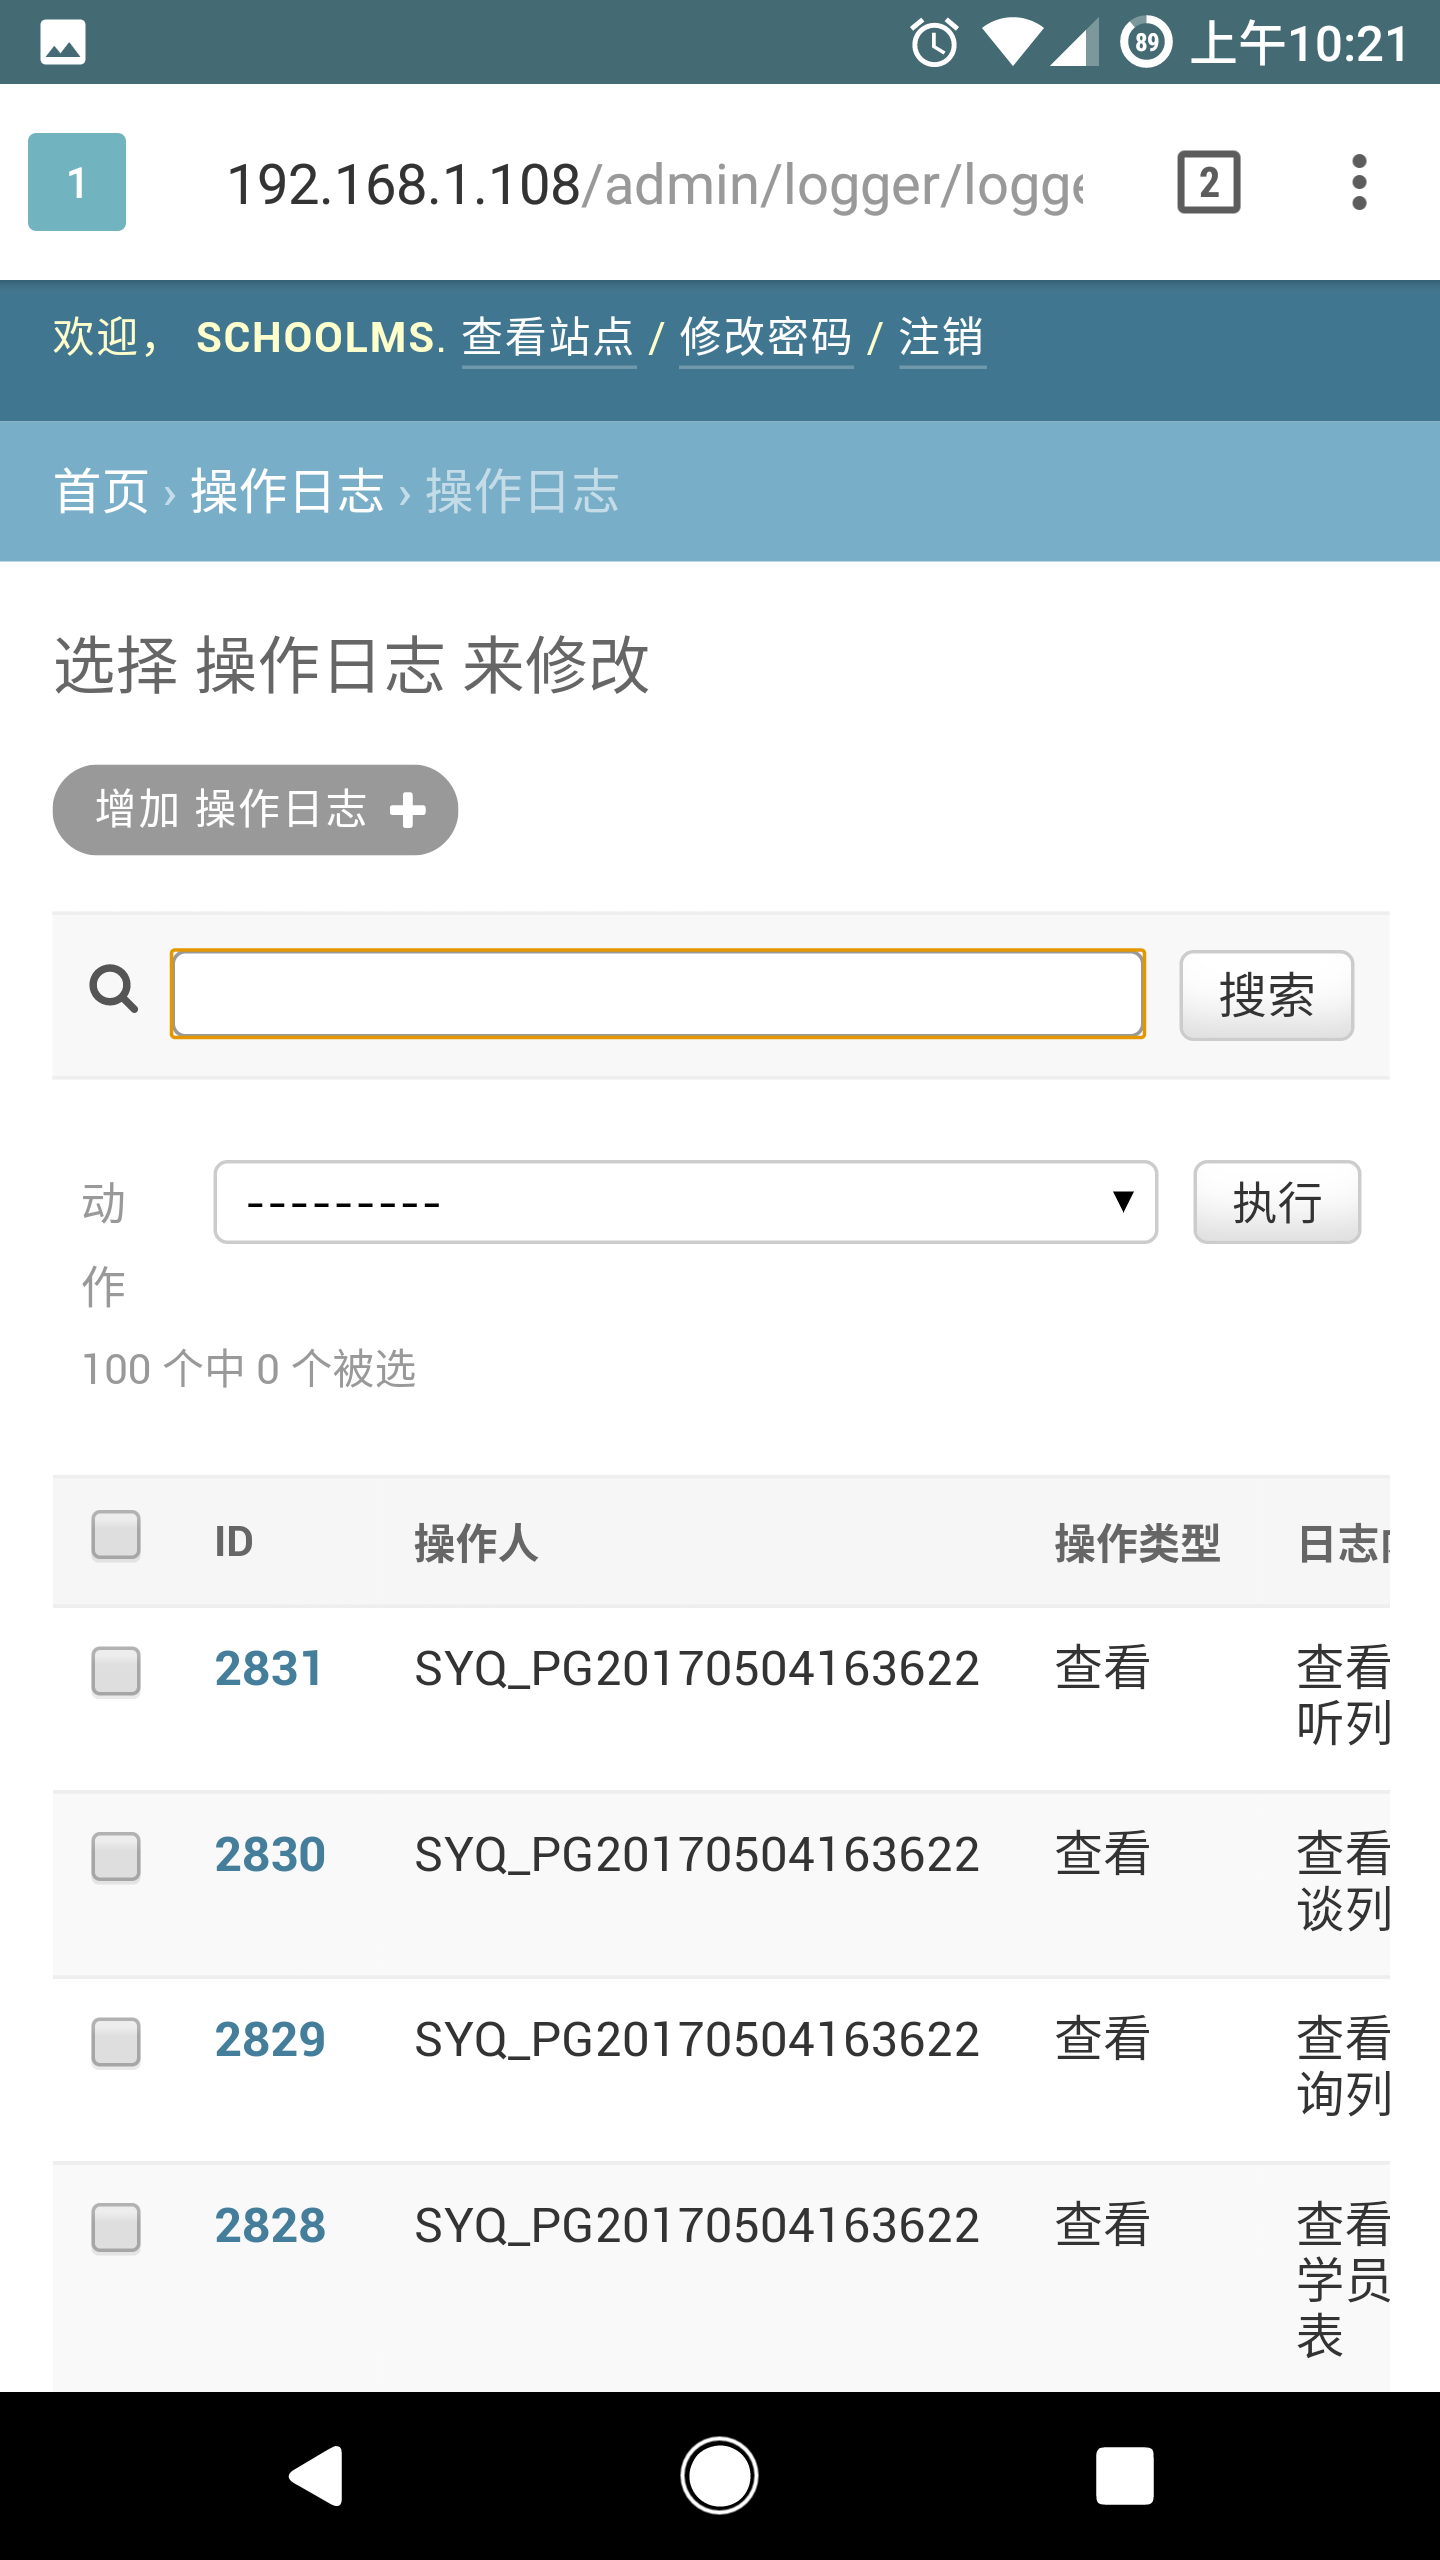 89 上午10:21
1 192.168.1.108/admin/logger/logge 2
欢迎， SCHOOLMS. 查看站点 / 修改密码 / 注销
首页 › 操作日志 › 操作日志
选择 操作日志 来修改
增加 操作日志
搜索
动作 --------- 执行
100 个中 0 个被选
ID 操作人 操作类型 日志
2831 SYQ_PG20170504163622 查看 查看
听列
2830 SYQ_PG20170504163622 查看 查看
谈列
2829 SYQ_PG20170504163622 查看 查看
询列
2828 SYQ_PG20170504163622 查看 查看
学员
表